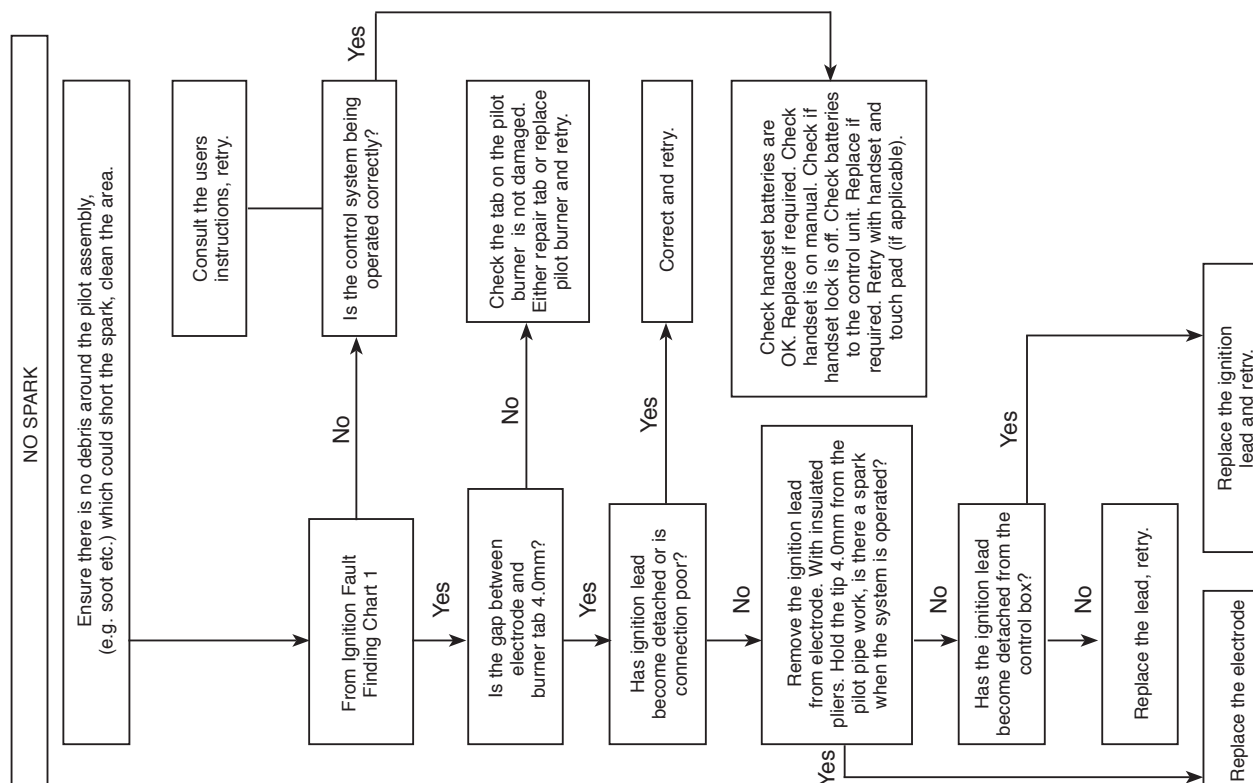 NO SPARK
Ensure there is no debris around the pilot assembly,
(e.g. soot etc.) which could short the spark, clean the area.
From Ignition Fault
Finding Chart 1
No
Is the control system being
operated correctly?
Consult the users
instructions, retry.
Yes
Check handset batteries are
OK. Replace if required. Check
handset is on manual. Check if
handset lock is off. Check batteries
to the control unit. Replace if
required. Retry with handset and
touch pad (if applicable).
Yes
Is the gap between
electrode and
burner tab 4.0mm?
No
Check the tab on the pilot
burner is not damaged.
Either repair tab or replace
pilot burner and retry.
Yes
Has ignition lead
become detached or is
connection poor?
Yes
Correct and retry.
No
Remove the ignition lead
from electrode. With insulated
pliers. Hold the tip 4.0mm from the
pilot pipe work, is there a spark
when the system is operated?
No
Has the ignition lead
become detached from the
control box?
Yes
Replace the ignition
lead and retry.
No
Replace the lead, retry.
Yes
Replace the electrode